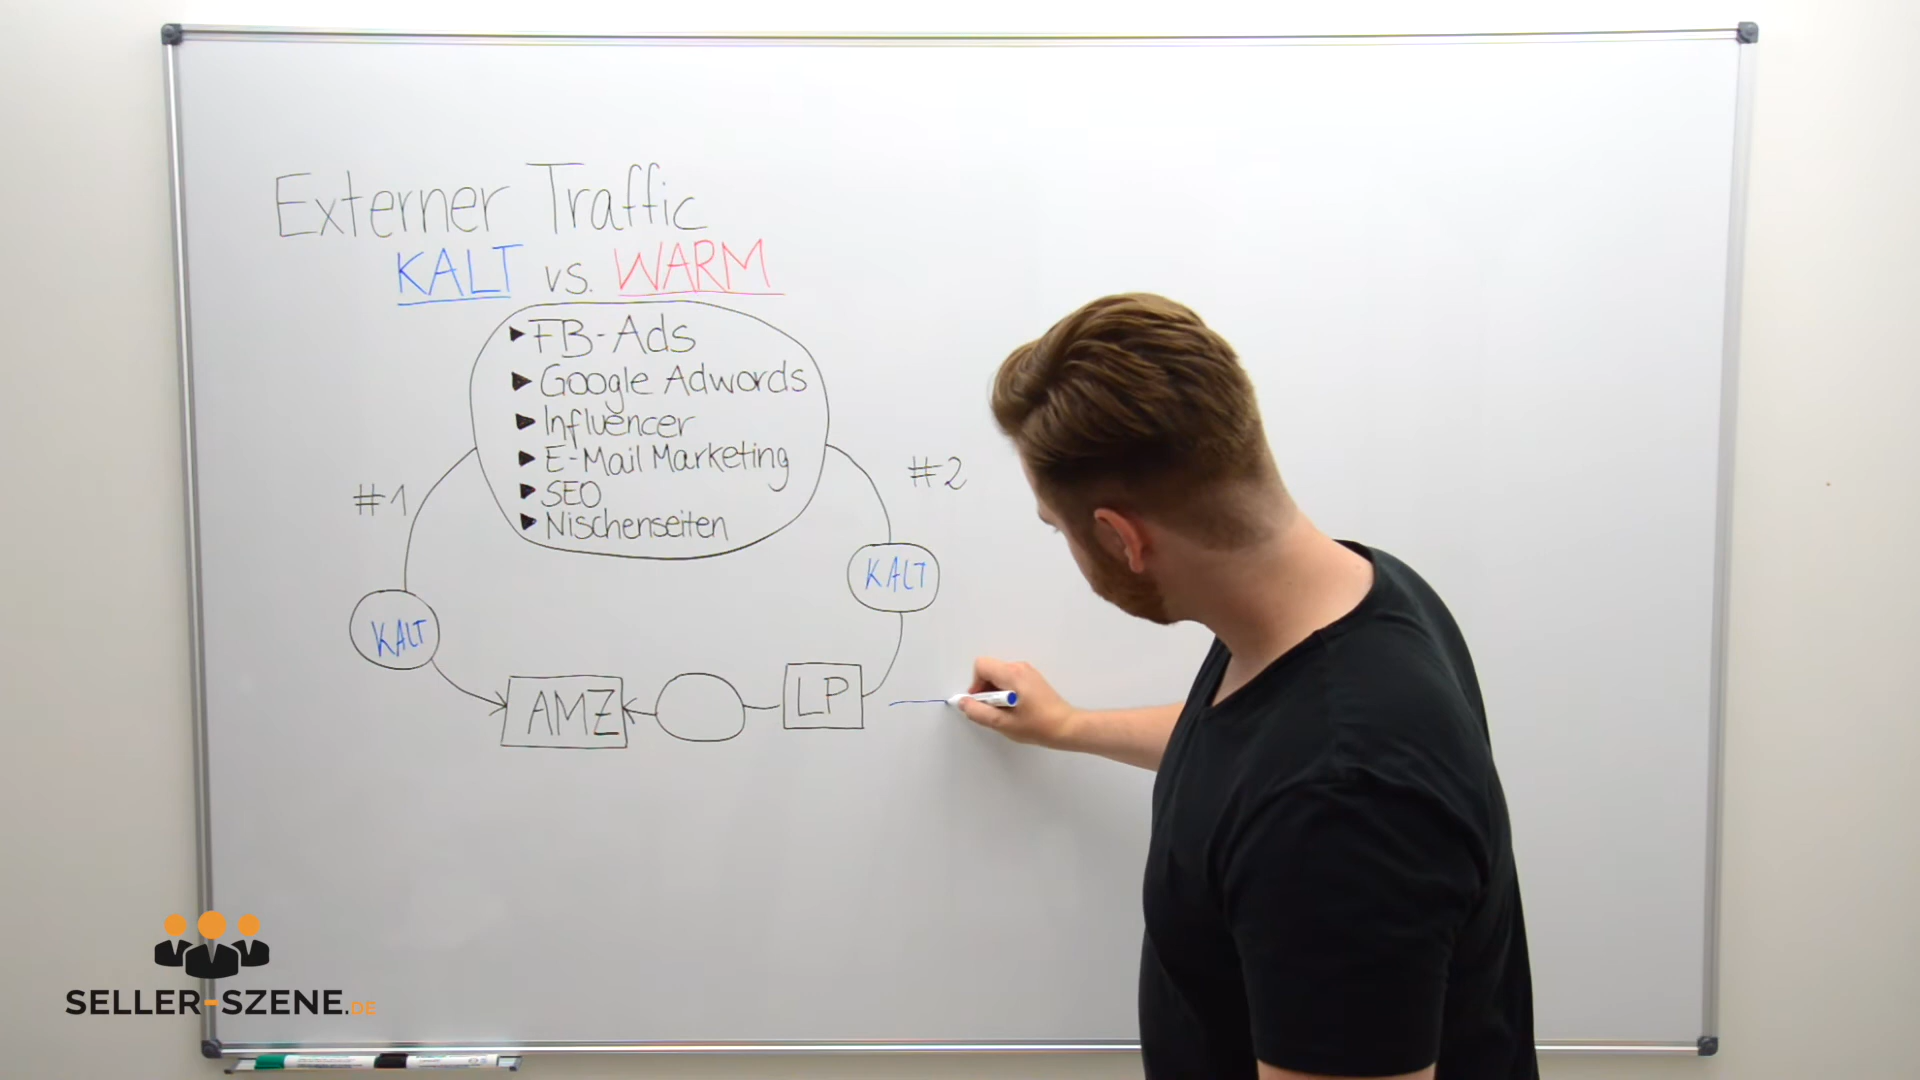 Externer Traffic
KALT vs. WARM
FB-Ads
Google Adwords
Influencer
E-Mail Marketing
SEO
Nischenseiten
#1
#2
KALT
KALT
AMZ
LP
SELLER-SZENE.DE